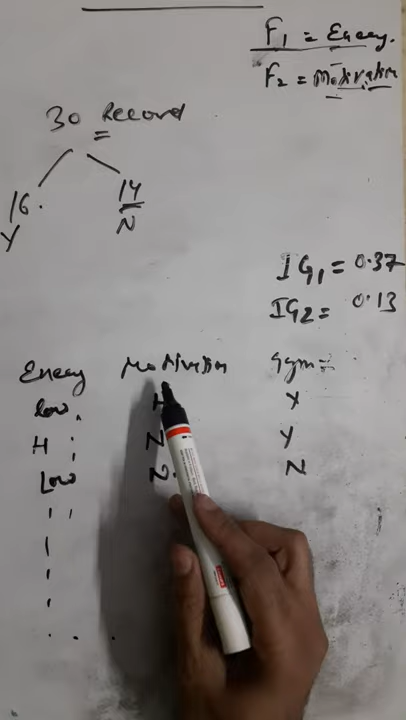 F1 = Energy.
F2 = Motivation
30 Record
=
16. 14
Y N
IG1 = 0.37
IG2 = 0.13
Energy Motivation Gym =
low Y
H : N Y
Low N N